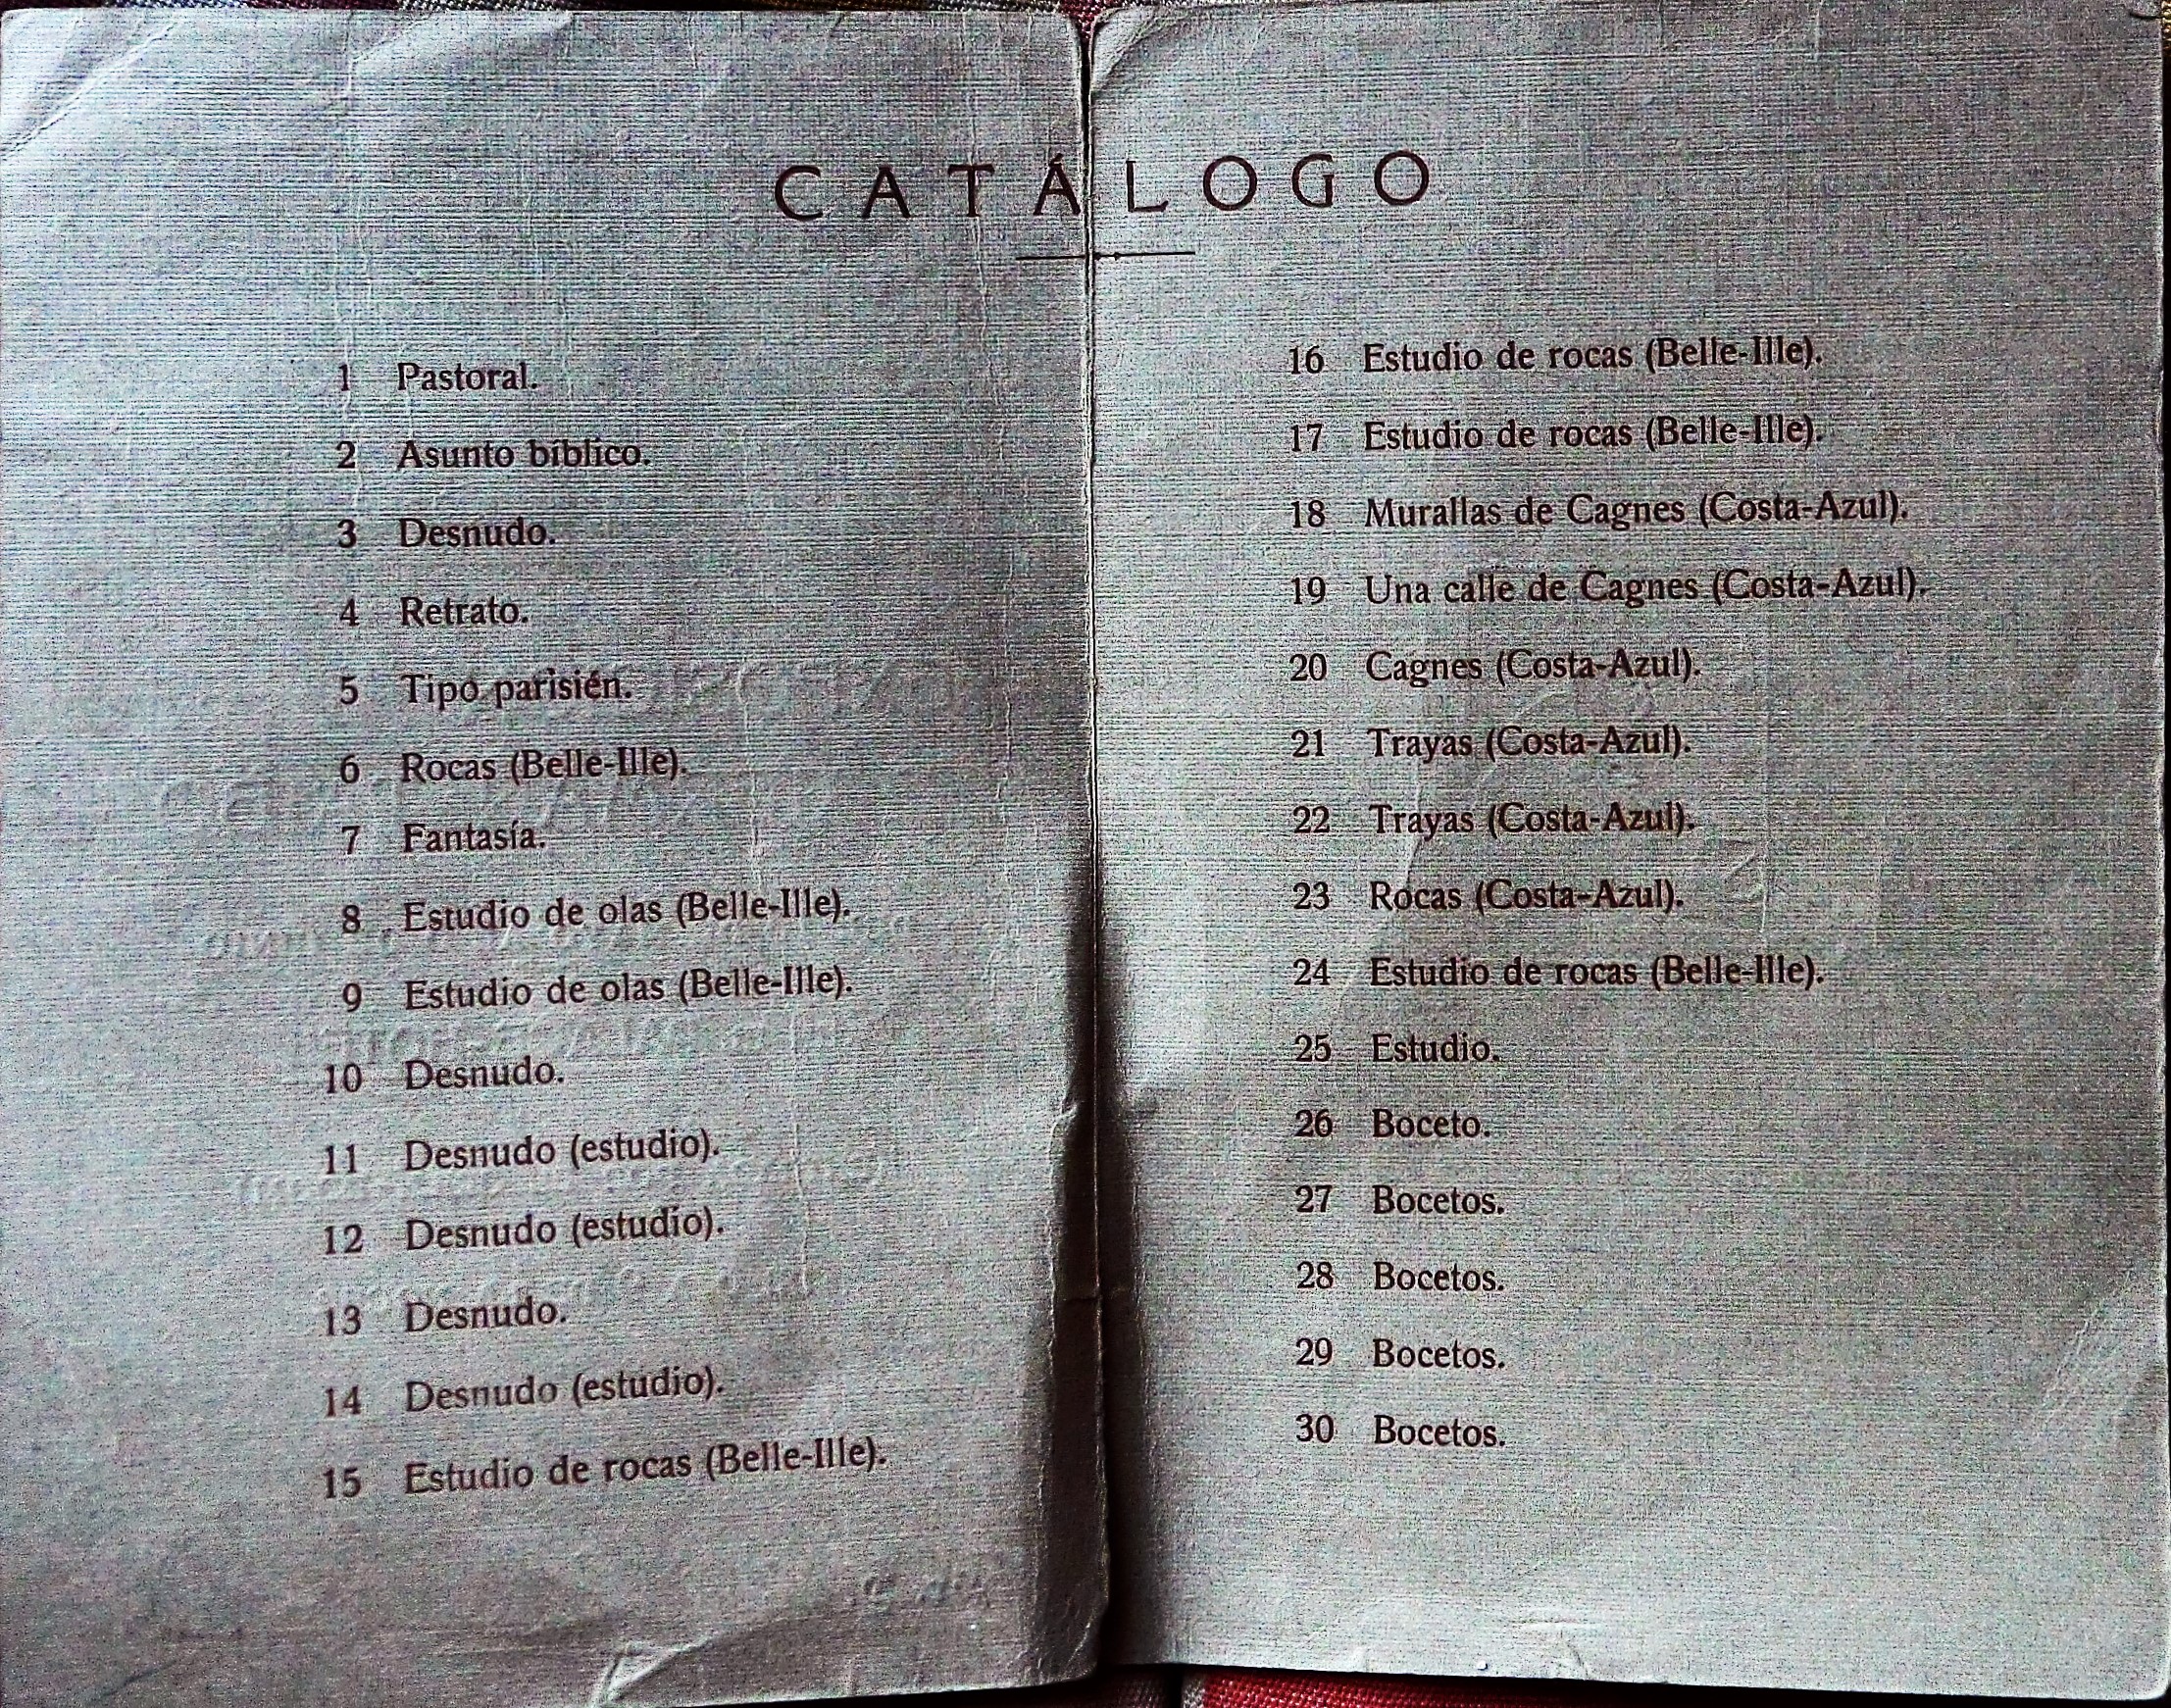 CATÁLOGO
1 Pastoral.
2 Asunto bíblico.
3 Desnudo.
4 Retrato.
5 Tipo parisién.
6 Rocas (Belle-Ille).
7 Fantasía.
8 Estudio de olas (Belle-Ille).
9 Estudio de olas (Belle-Ille).
10 Desnudo.
11 Desnudo (estudio).
12 Desnudo (estudio).
13 Desnudo.
14 Desnudo (estudio).
15 Estudio de rocas (Belle-Ille).
16 Estudio de rocas (Belle-Ille).
17 Estudio de rocas (Belle-Ille).
18 Murallas de Cagnes (Costa-Azul).
19 Una calle de Cagnes (Costa-Azul).
20 Cagnes (Costa-Azul).
21 Trayas (Costa-Azul).
22 Trayas (Costa-Azul).
23 Rocas (Costa-Azul).
24 Estudio de rocas (Belle-Ille).
25 Estudio.
26 Boceto.
27 Bocetos.
28 Bocetos.
29 Bocetos.
30 Bocetos.